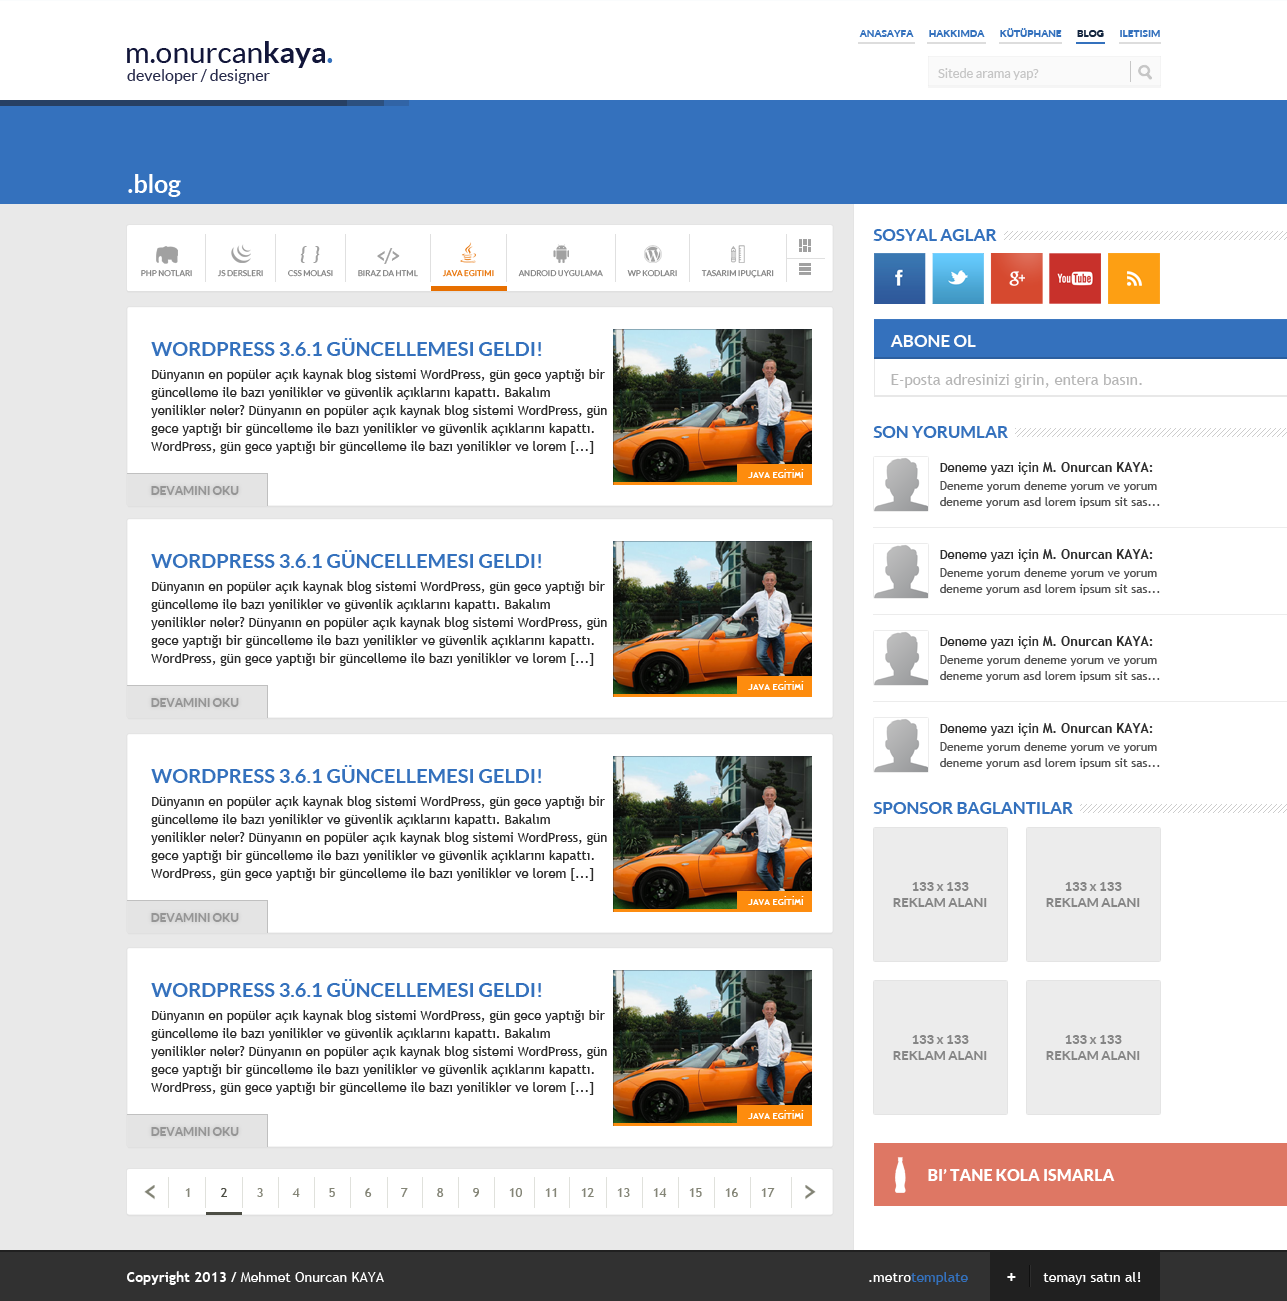 m.onurcankaya.
developer / designer
ANASAYFA HAKKIMDA KÜTÜPHANE BLOG ILETISIM
Sitede arama yap?
.blog
PHP NOTLARI JS DERSLERI CSS MOLASI BIRAZ DA HTML JAVA EGITIMI ANDROID UYGULAMA WP KODLARI TASARIM IPUÇLARI
WORDPRESS 3.6.1 GÜNCELLEMESI GELDI!
Dünyanın en popüler açık kaynak blog sistemi WordPress, gün gece yaptığı bir
güncelleme ile bazı yenilikler ve güvenlik açıklarını kapattı. Bakalım
yenilikler neler? Dünyanın en popüler açık kaynak blog sistemi WordPress, gün
gece yaptığı bir güncelleme ile bazı yenilikler ve güvenlik açıklarını kapattı.
WordPress, gün gece yaptığı bir güncelleme ile bazı yenilikler ve lorem [...]
JAVA EGİTİMİ
DEVAMINI OKU
WORDPRESS 3.6.1 GÜNCELLEMESI GELDI!
Dünyanın en popüler açık kaynak blog sistemi WordPress, gün gece yaptığı bir
güncelleme ile bazı yenilikler ve güvenlik açıklarını kapattı. Bakalım
yenilikler neler? Dünyanın en popüler açık kaynak blog sistemi WordPress, gün
gece yaptığı bir güncelleme ile bazı yenilikler ve güvenlik açıklarını kapattı.
WordPress, gün gece yaptığı bir güncelleme ile bazı yenilikler ve lorem [...]
JAVA EGİTİMİ
DEVAMINI OKU
WORDPRESS 3.6.1 GÜNCELLEMESI GELDI!
Dünyanın en popüler açık kaynak blog sistemi WordPress, gün gece yaptığı bir
güncelleme ile bazı yenilikler ve güvenlik açıklarını kapattı. Bakalım
yenilikler neler? Dünyanın en popüler açık kaynak blog sistemi WordPress, gün
gece yaptığı bir güncelleme ile bazı yenilikler ve güvenlik açıklarını kapattı.
WordPress, gün gece yaptığı bir güncelleme ile bazı yenilikler ve lorem [...]
JAVA EGİTİMİ
DEVAMINI OKU
WORDPRESS 3.6.1 GÜNCELLEMESI GELDI!
Dünyanın en popüler açık kaynak blog sistemi WordPress, gün gece yaptığı bir
güncelleme ile bazı yenilikler ve güvenlik açıklarını kapattı. Bakalım
yenilikler neler? Dünyanın en popüler açık kaynak blog sistemi WordPress, gün
gece yaptığı bir güncelleme ile bazı yenilikler ve güvenlik açıklarını kapattı.
WordPress, gün gece yaptığı bir güncelleme ile bazı yenilikler ve lorem [...]
JAVA EGİTİMİ
DEVAMINI OKU
1 2 3 4 5 6 7 8 9 10 11 12 13 14 15 16 17
SOSYAL AGLAR
f g+ You Tube
ABONE OL
E-posta adresinizi girin, entera basın.
SON YORUMLAR
Deneme yazı için M. Onurcan KAYA:
Deneme yorum deneme yorum ve yorum
deneme yorum asd lorem ipsum sit sas...
Deneme yazı için M. Onurcan KAYA:
Deneme yorum deneme yorum ve yorum
deneme yorum asd lorem ipsum sit sas...
Deneme yazı için M. Onurcan KAYA:
Deneme yorum deneme yorum ve yorum
deneme yorum asd lorem ipsum sit sas...
Deneme yazı için M. Onurcan KAYA:
Deneme yorum deneme yorum ve yorum
deneme yorum asd lorem ipsum sit sas...
SPONSOR BAGLANTILAR
133 x 133
REKLAM ALANI
133 x 133
REKLAM ALANI
133 x 133
REKLAM ALANI
133 x 133
REKLAM ALANI
BI' TANE KOLA ISMARLA
Copyright 2013 / Mehmet Onurcan KAYA
.metrotemplate
+ temayı satın al!